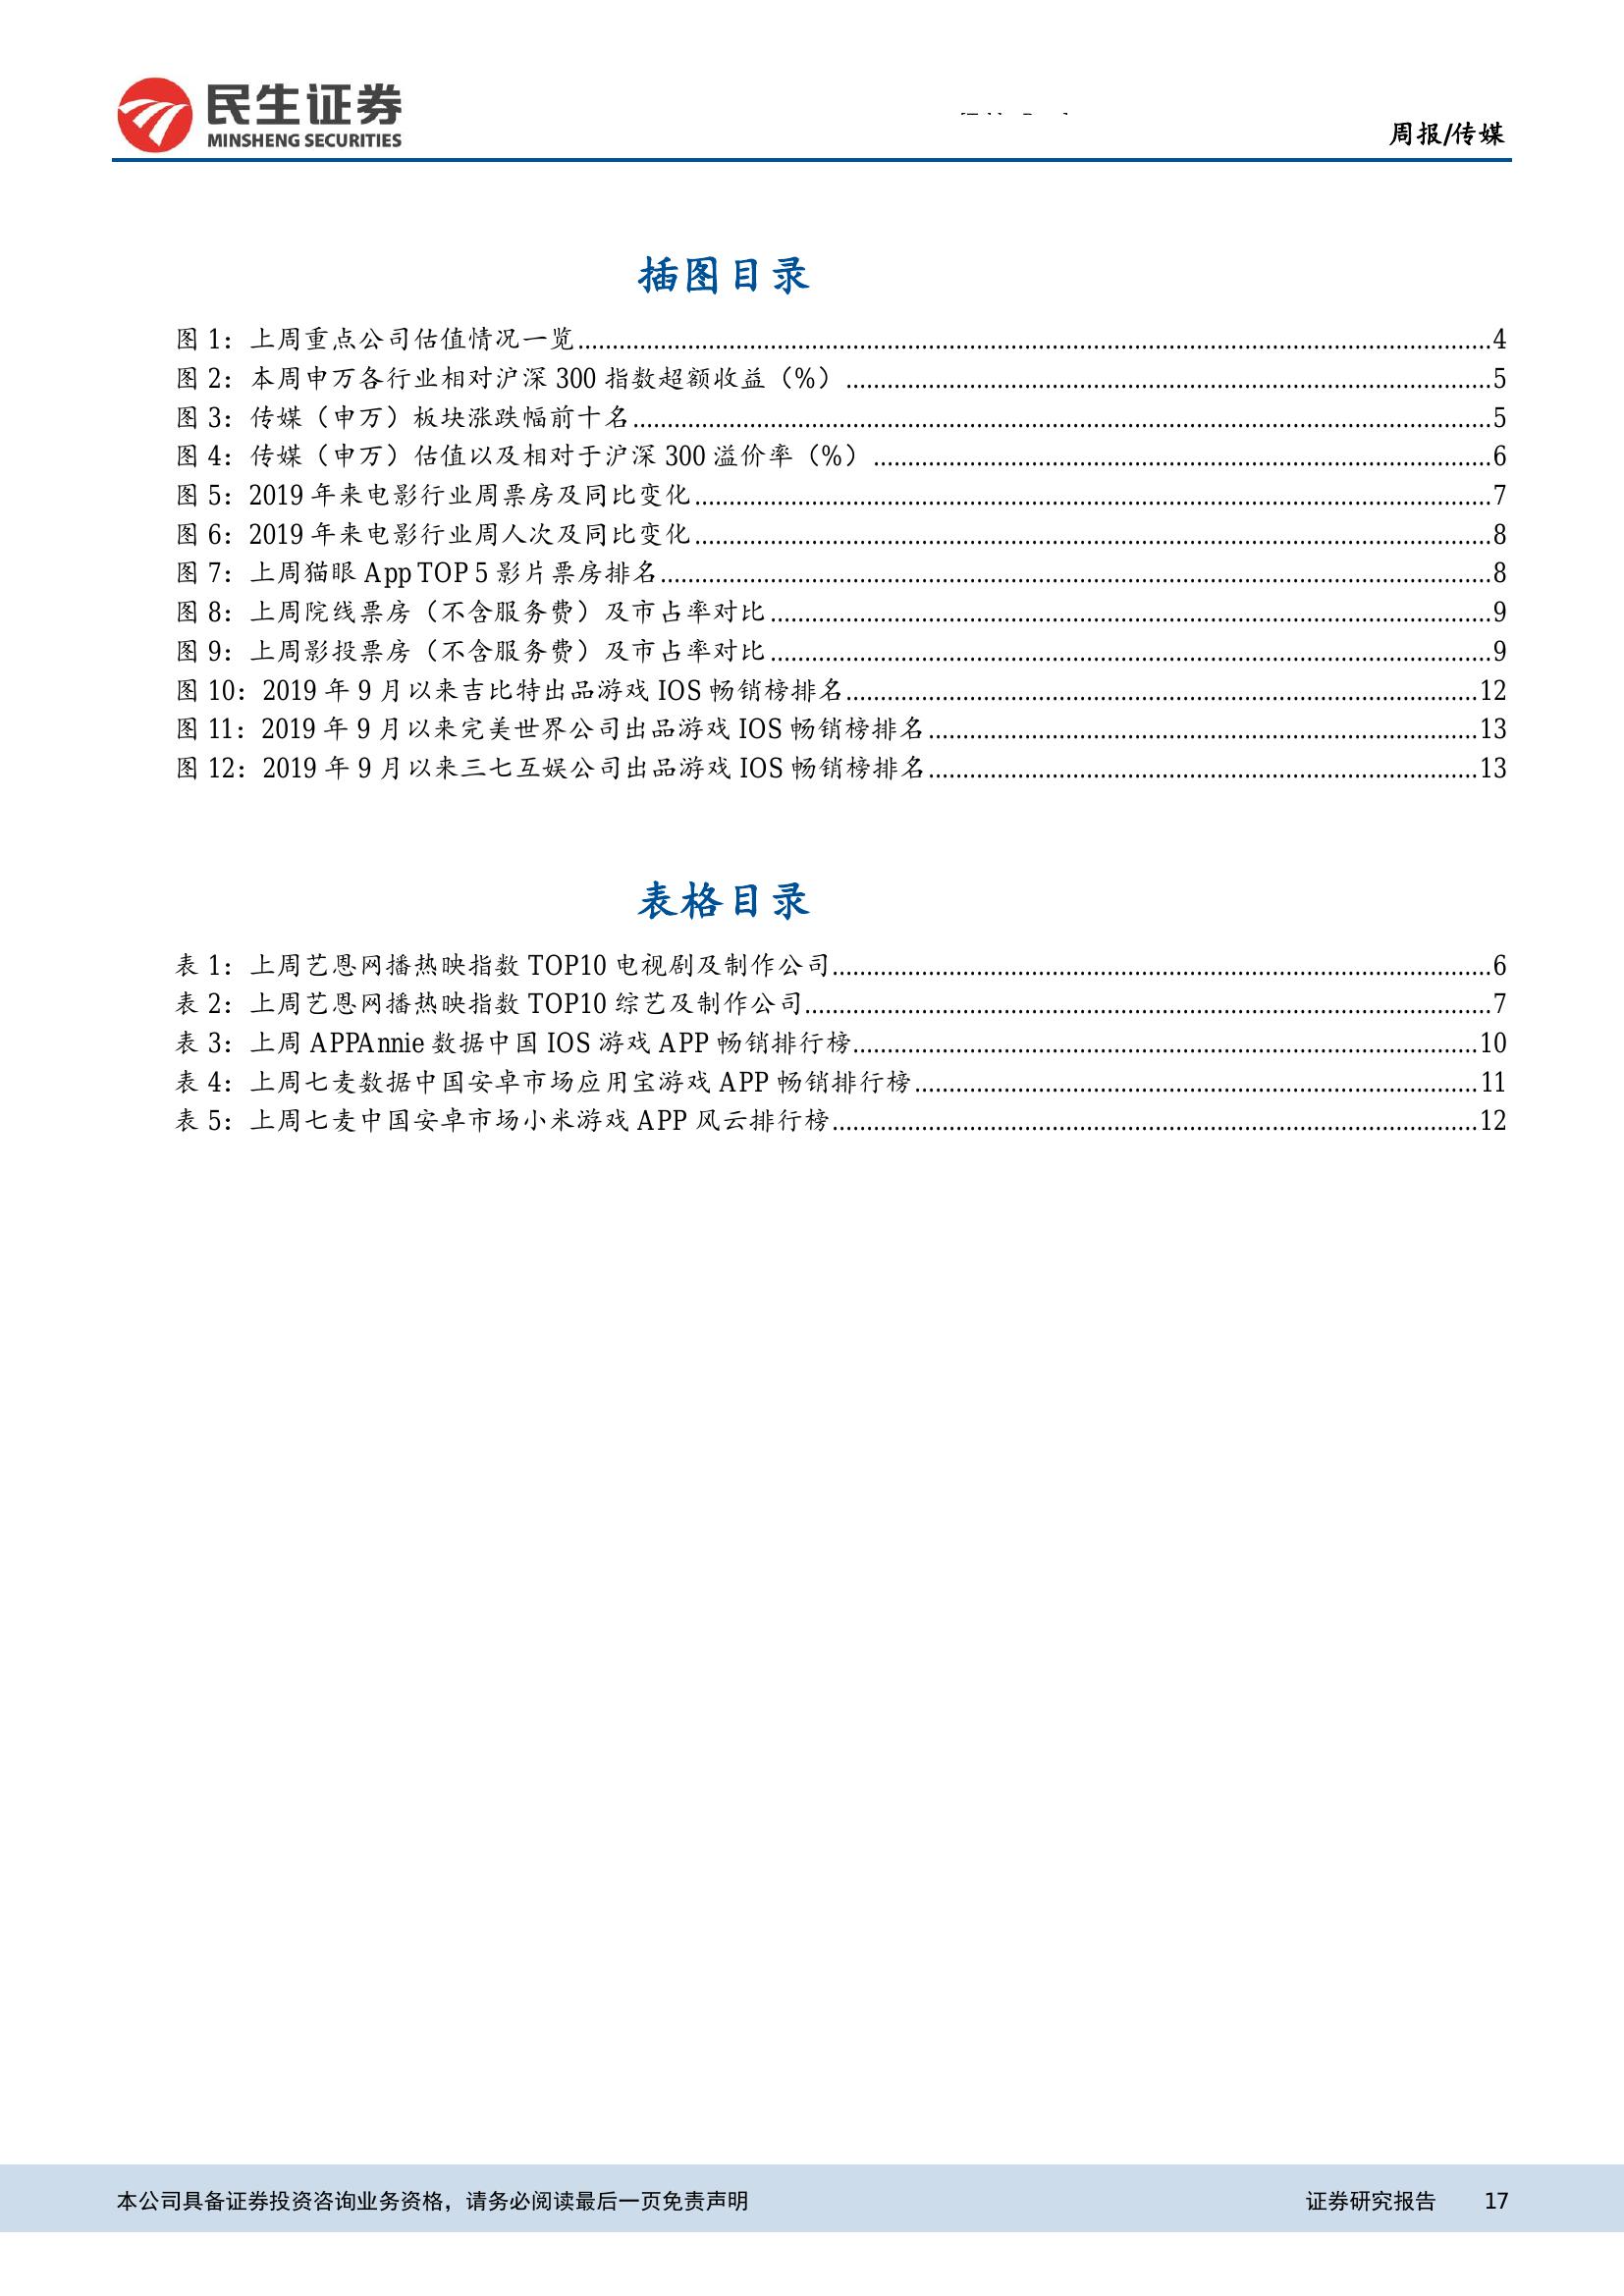 民生证券
MINSHENG SECURITIES
周报/传媒
插图目录
图 1：上周重点公司估值情况一览........4
图 2：本周申万各行业相对沪深 300 指数超额收益（%）........5
图 3：传媒（申万）板块涨跌幅前十名........5
图 4：传媒（申万）估值以及相对于沪深 300 溢价率（%）........6
图 5：2019 年来电影行业周票房及同比变化........7
图 6：2019 年来电影行业周人次及同比变化........8
图 7：上周猫眼 App TOP 5 影片票房排名........8
图 8：上周院线票房（不含服务费）及市占率对比........9
图 9：上周影投票房（不含服务费）及市占率对比........9
图 10：2019 年 9 月以来吉比特出品游戏 IOS 畅销榜排名........12
图 11：2019 年 9 月以来完美世界公司出品游戏 IOS 畅销榜排名........13
图 12：2019 年 9 月以来三七互娱公司出品游戏 IOS 畅销榜排名........13
表格目录
表 1：上周艺恩网播热映指数 TOP10 电视剧及制作公司........6
表 2：上周艺恩网播热映指数 TOP10 综艺及制作公司........7
表 3：上周 APPAnnie 数据中国 IOS 游戏 APP 畅销排行榜........10
表 4：上周七麦数据中国安卓市场应用宝游戏 APP 畅销排行榜........11
表 5：上周七麦中国安卓市场小米游戏 APP 风云排行榜........12
本公司具备证券投资咨询业务资格，请务必阅读最后一页免责声明 证券研究报告 17